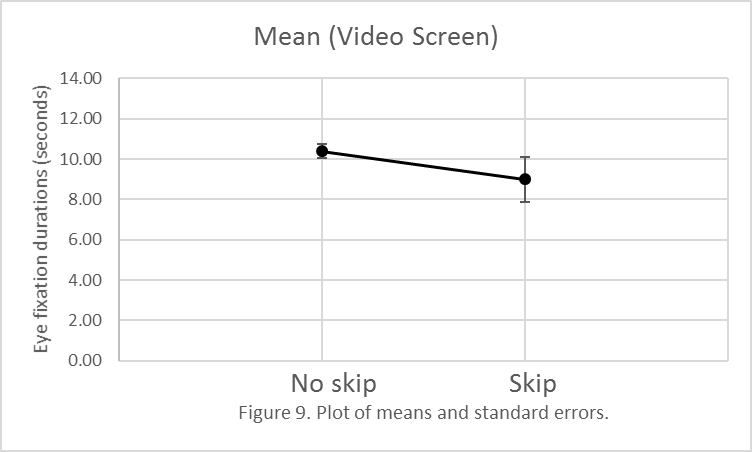 Mean (Video Screen)
Eye fixation durations (seconds)
14.00
12.00
10.00
8.00
6.00
4.00
2.00
0.00
No skip Skip
Figure 9. Plot of means and standard errors.